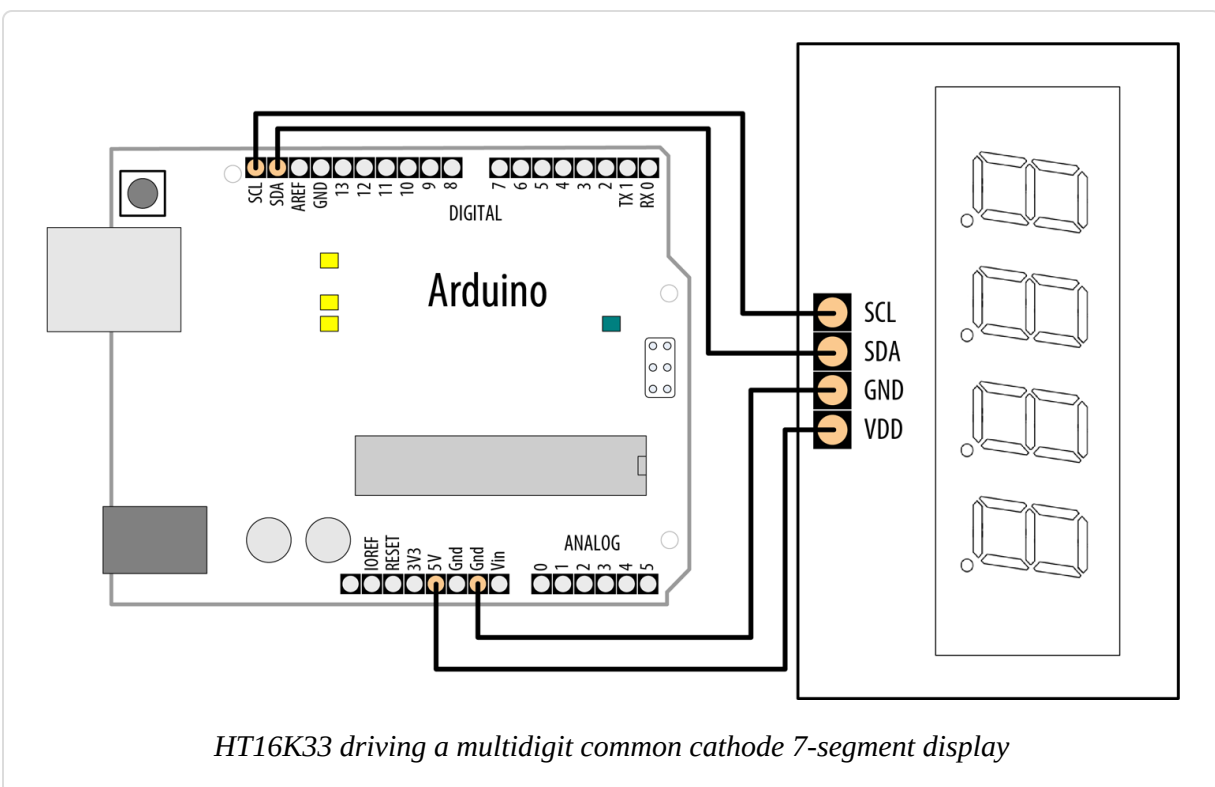 SCL
SDA
AREF
GND
13
12
11
10
9
8
7
6
5
4
3
2
TX 1
RX 0
DIGITAL
Arduino
SCL
SDA
GND
VDD
IOREF
RESET
3V3
5V
Gnd
Gnd
Vin
ANALOG
0
1
2
3
4
5
HT16K33 driving a multidigit common cathode 7-segment display